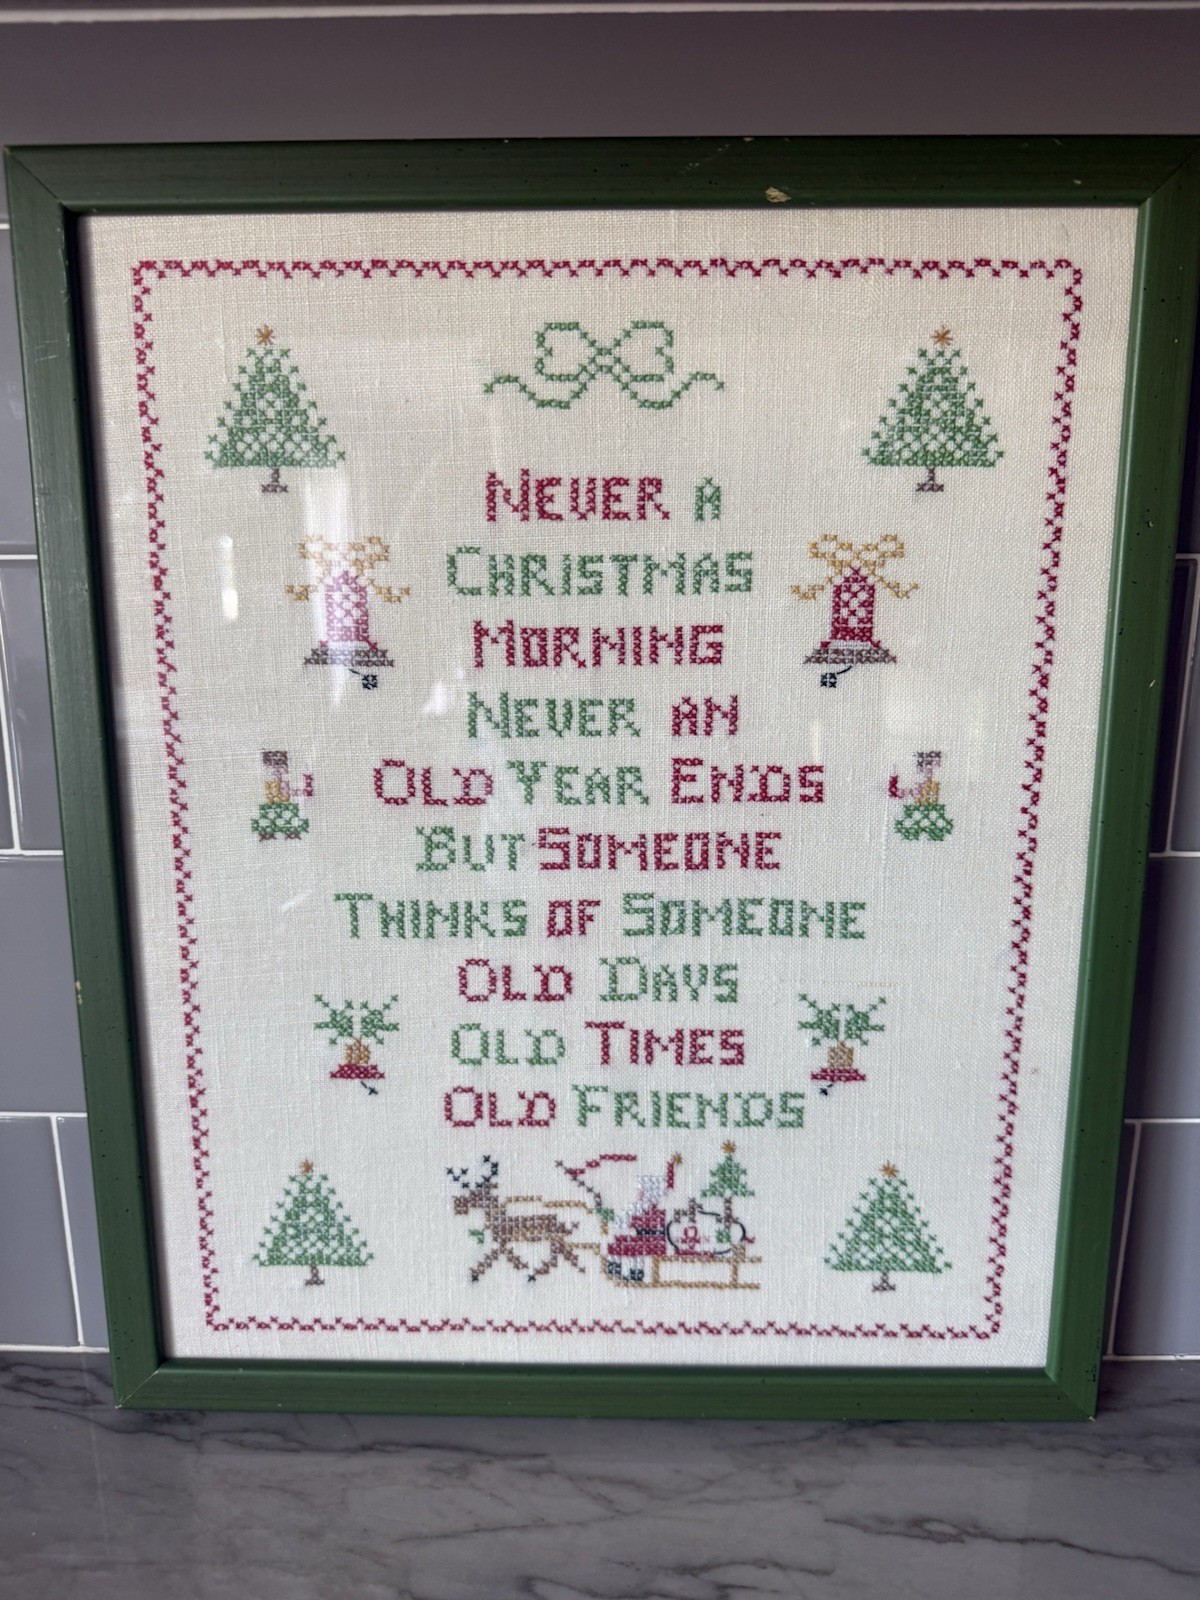 NEVER A
CHRISTMAS
MORNING
NEVER AN
OLD YEAR ENDS
BUT SOMEONE
THINKS OF SOMEONE
OLD DAYS
OLD TIMES
OLD FRIENDS